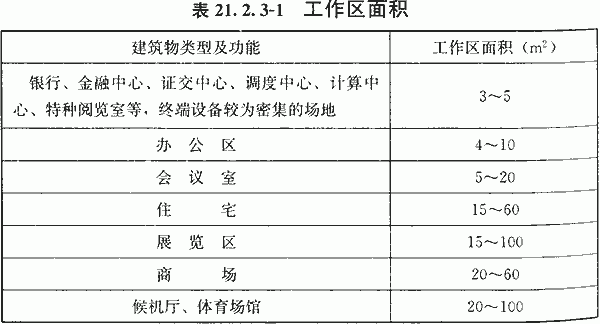 表 21.2.3-1 工作区面积
建筑物类型及功能 工作区面积（m²）
银行、金融中心、证交中心、调度中心、计算中
心、特种阅览室等，终端设备较为密集的场地 3～5
办 公 区 4～10
会 议 室 5～20
住 宅 15～60
展 览 区 15～100
商 场 20～60
候机厅、体育场馆 20～100